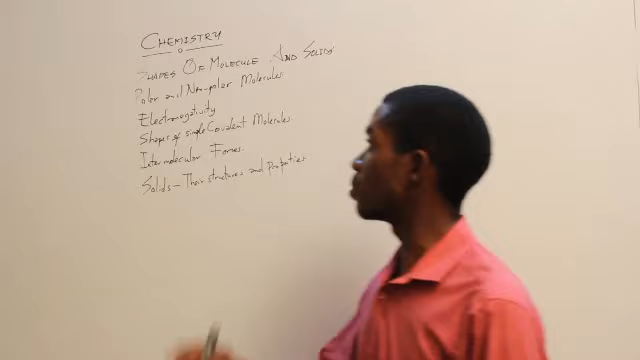 CHEMISTRY
SHAPES OF MOLECULE AND SOLIDS
Polar and Non-polar Molecules
Electronegativity
Shapes of simple Covalent Molecules.
Intermolecular Forces.
Solids - Their structures and Properties